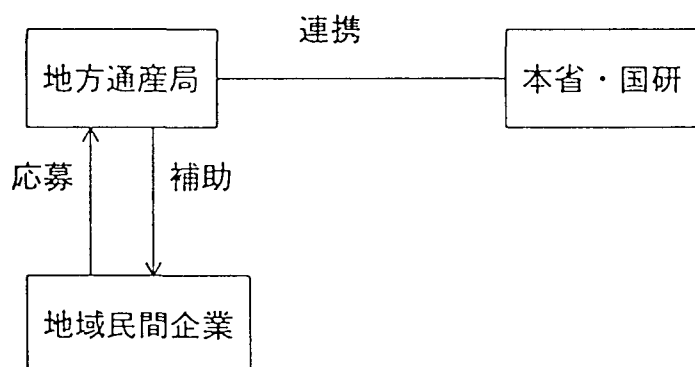 連携
地方通産局
本省・国研
応募
補助
地域民間企業